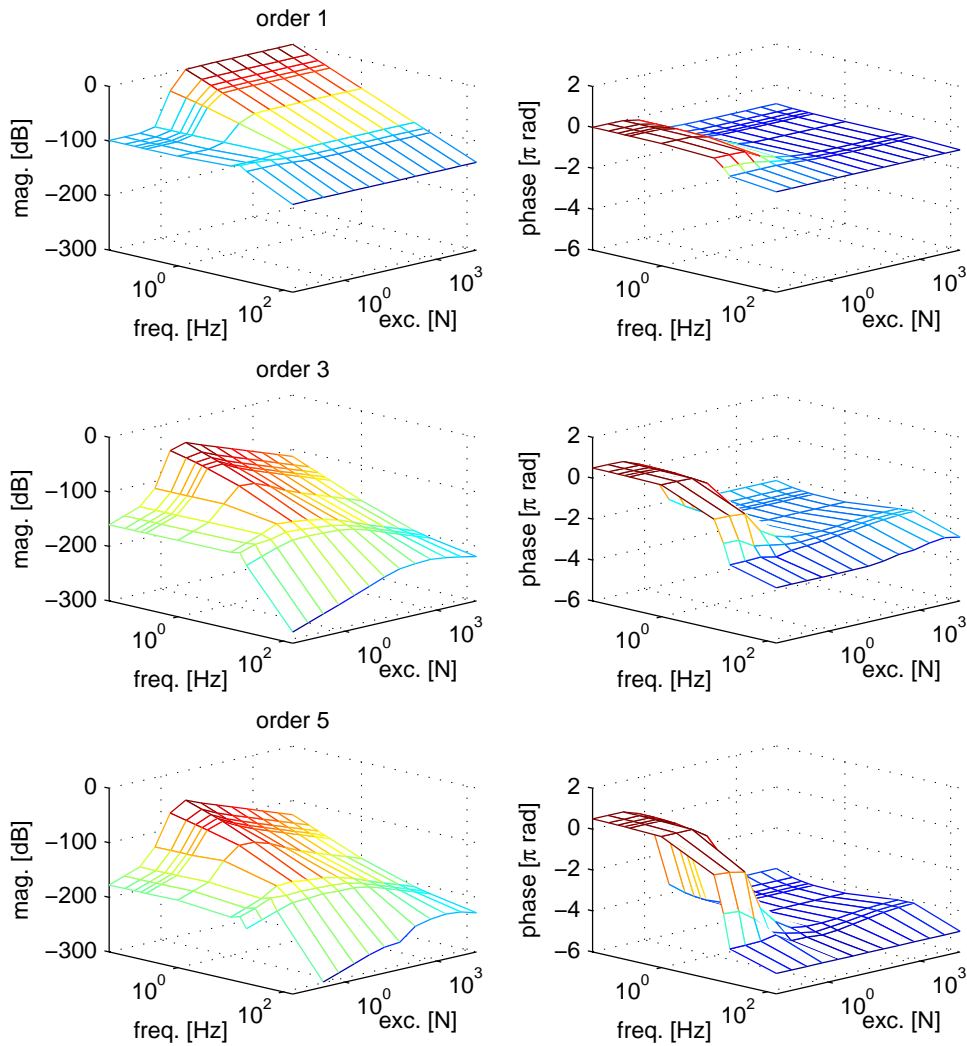 order 1
0
−100
−200
−300
mag. [dB]
10^0
10^2
freq. [Hz]
10^0
10^3
exc. [N]
2
0
−2
−4
−6
phase [π rad]
10^0
10^2
freq. [Hz]
10^0
10^3
exc. [N]
order 3
0
−100
−200
−300
mag. [dB]
10^0
10^2
freq. [Hz]
10^0
10^3
exc. [N]
2
0
−2
−4
−6
phase [π rad]
10^0
10^2
freq. [Hz]
10^0
10^3
exc. [N]
order 5
0
−100
−200
−300
mag. [dB]
10^0
10^2
freq. [Hz]
10^0
10^3
exc. [N]
2
0
−2
−4
−6
phase [π rad]
10^0
10^2
freq. [Hz]
10^0
10^3
exc. [N]